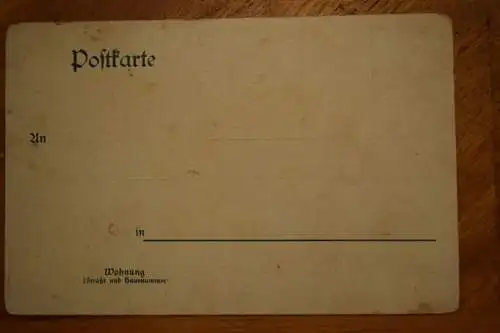 Postkarte
An
in
Wohnung
(Straße und Hausnummer)